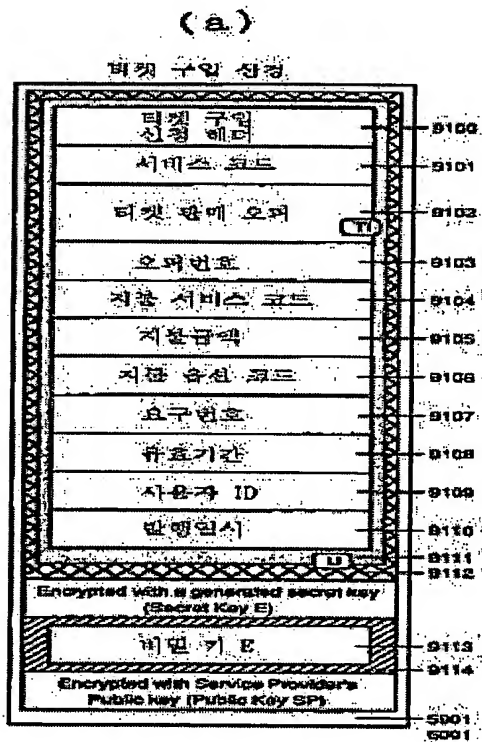 (a)
티켓 구입 신청
티켓 구입
신청 헤더
9100
서비스 코드
9101
티켓 판매 오퍼
9102
TI
오퍼번호
9103
지불 서비스 코드
9104
지불금액
9105
지불 옵션 코드
9106
요구번호
9107
유효기간
9108
사용자 ID
9109
발행일시
9110
U
9111
9112
Encrypted with a generated secret key
(Secret Key E)
비밀 키 E
9113
9114
Encrypted with Service Provider's
Public key (Public Key SP)
5901
6001